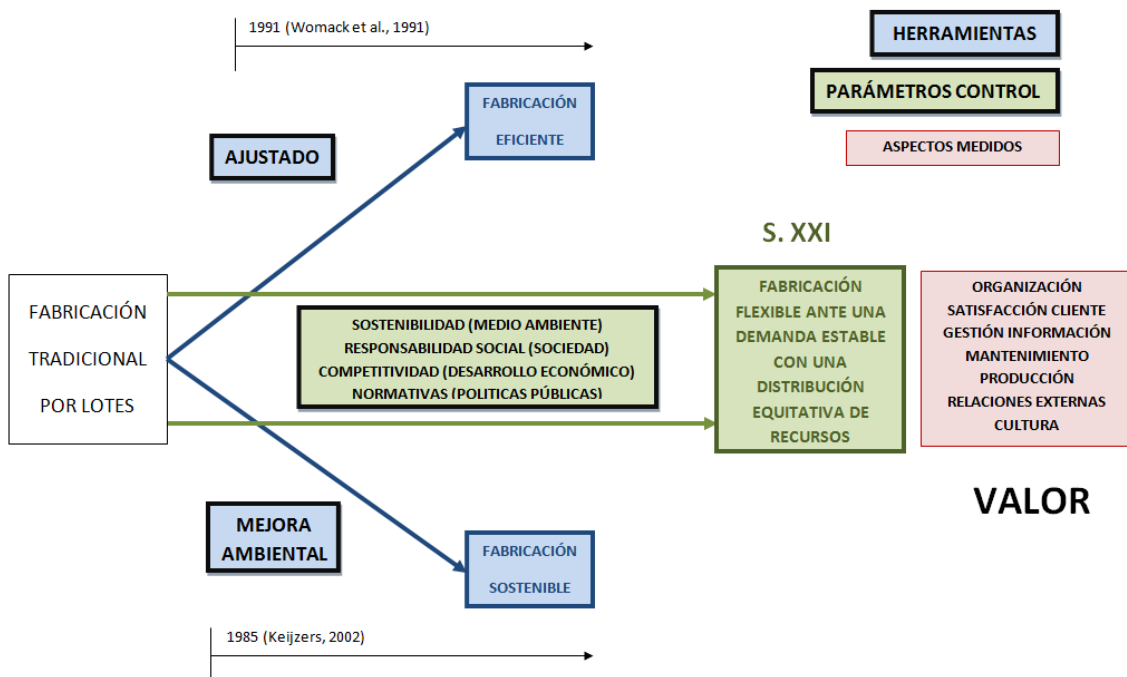 1991 (Womack et al., 1991)
HERRAMIENTAS
PARÁMETROS CONTROL
ASPECTOS MEDIDOS
FABRICACIÓN
EFICIENTE
AJUSTADO
S. XXI
FABRICACIÓN
TRADICIONAL
POR LOTES
SOSTENIBILIDAD (MEDIO AMBIENTE)
RESPONSABILIDAD SOCIAL (SOCIEDAD)
COMPETITIVIDAD (DESARROLLO ECONÓMICO)
NORMATIVAS (POLITICAS PÚBLICAS)
FABRICACIÓN
FLEXIBLE ANTE UNA
DEMANDA ESTABLE
CON UNA
DISTRIBUCIÓN
EQUITATIVA DE
RECURSOS
ORGANIZACIÓN
SATISFACCIÓN CLIENTE
GESTIÓN INFORMACIÓN
MANTENIMIENTO
PRODUCCIÓN
RELACIONES EXTERNAS
CULTURA
VALOR
MEJORA
AMBIENTAL
FABRICACIÓN
SOSTENIBLE
1985 (Keijzers, 2002)